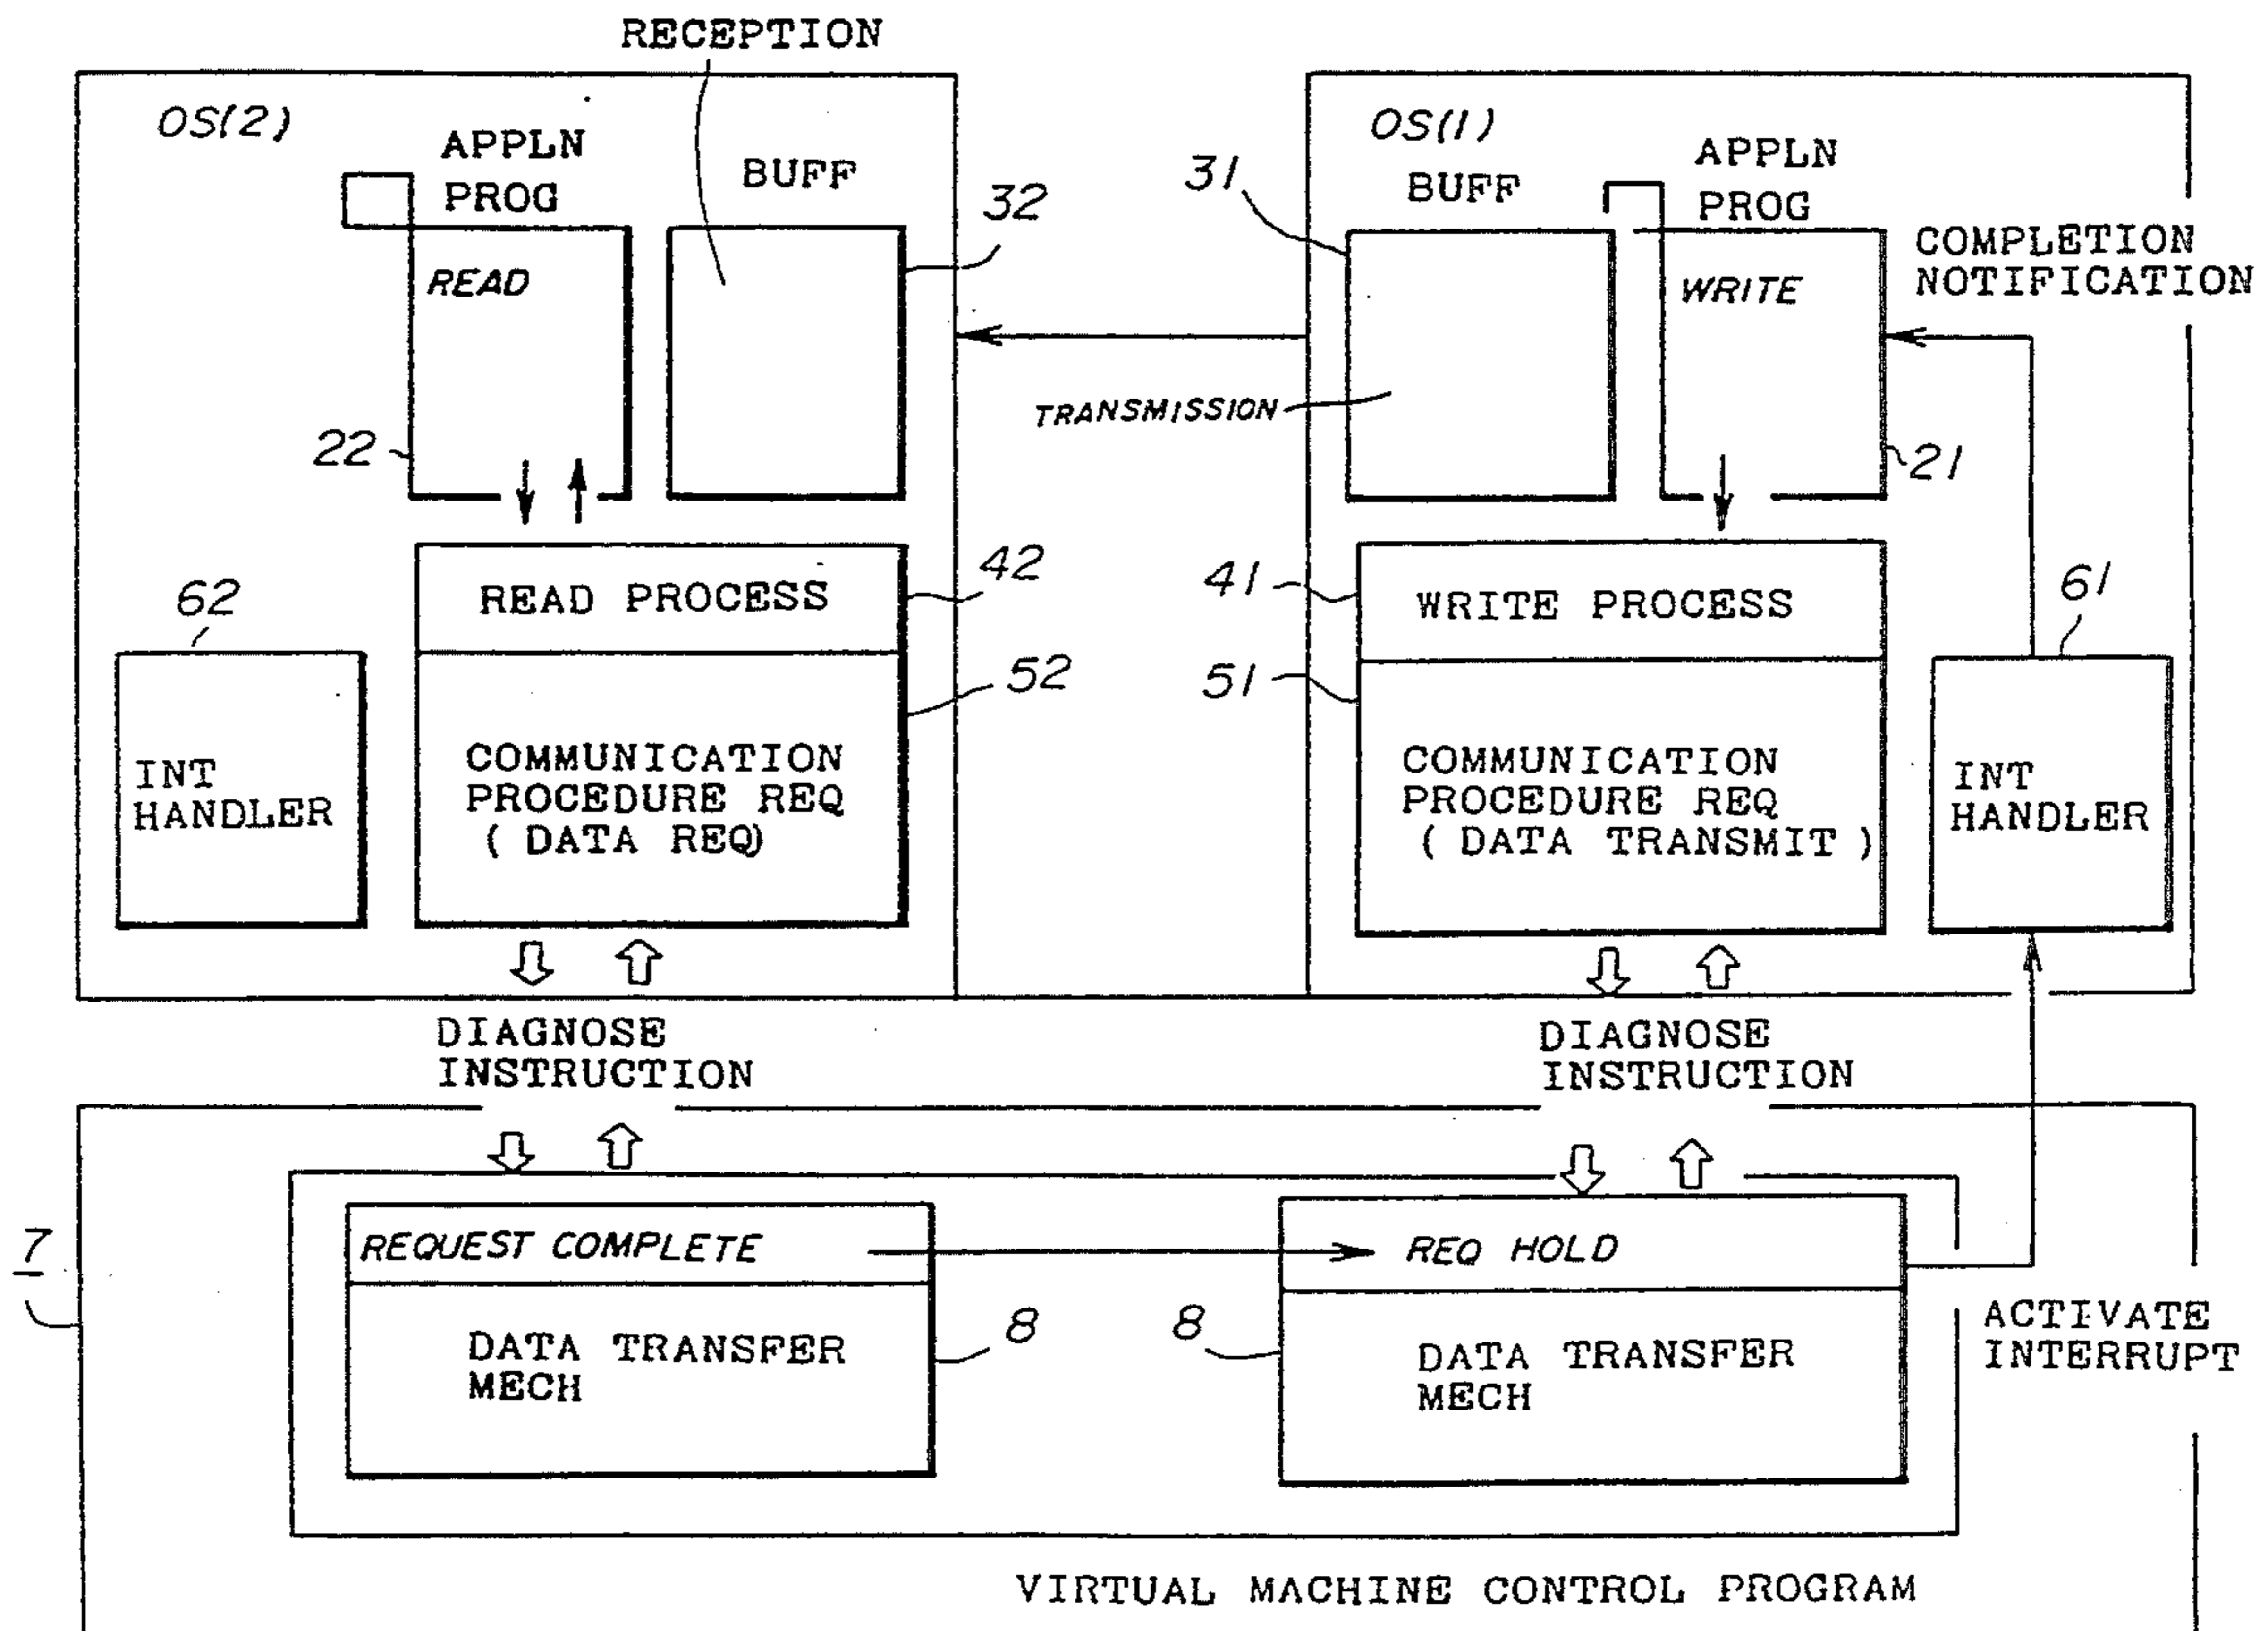 RECEPTION
OS(2)
APPLN
PROG
BUFF
32
READ
22
READ PROCESS
42
62
52
INT
HANDLER
COMMUNICATION
PROCEDURE REQ
( DATA REQ)
OS(1)
31
BUFF
APPLN
PROG
COMPLETION
NOTIFICATION
WRITE
TRANSMISSION
21
41
WRITE PROCESS
61
51
COMMUNICATION
PROCEDURE REQ
( DATA TRANSMIT )
INT
HANDLER
DIAGNOSE
INSTRUCTION
DIAGNOSE
INSTRUCTION
7
REQUEST COMPLETE
REQ HOLD
DATA TRANSFER
MECH
8
8
DATA TRANSFER
MECH
ACTIVATE
INTERRUPT
VIRTUAL MACHINE CONTROL PROGRAM